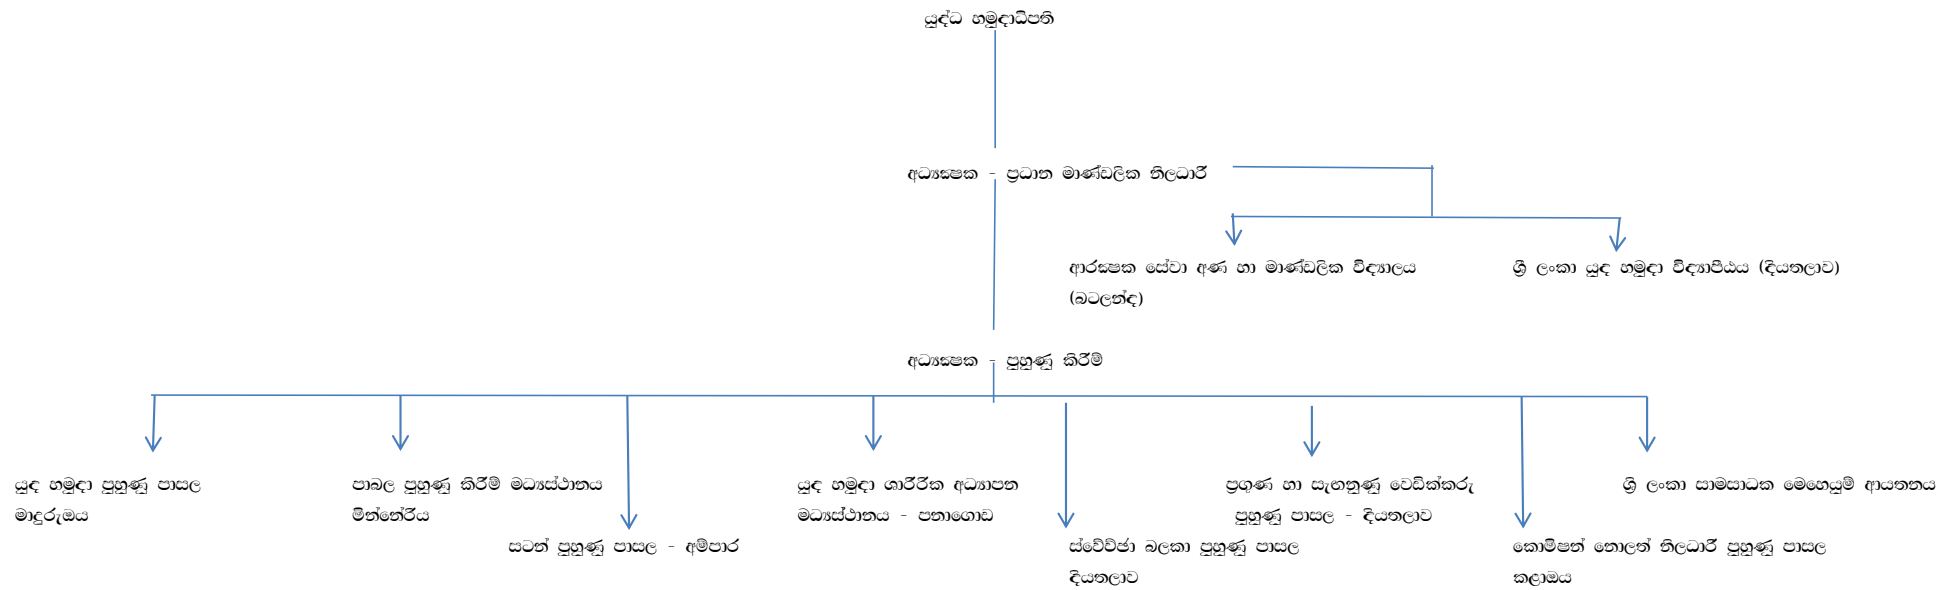 යුද්ධ හමුදාධිපති
අධ්‍යක්‍ෂක - ප්‍රධාන මාණ්ඩලික නිලධාරී
ආරක්‍ෂක සේවා අණ හා මාණ්ඩලික විද්‍යාලය
(බටලන්ද)
ශ්‍රී ලංකා යුද හමුදා විද්‍යාපීඨය (දියතලාව)
අධ්‍යක්‍ෂක - පුහුණු කිරීම්
යුද හමුදා පුහුණු පාසල
මාදුරුඔය
පාබල පුහුණු කිරීම් මධ්‍යස්ථානය
මින්නේරිය
සටන් පුහුණු පාසල - අම්පාර
යුද හමුදා ශාරීරික අධ්‍යාපන
මධ්‍යස්ථානය - පනාගොඩ
ස්වේච්ඡා බලකා පුහුණු පාසල
දියතලාව
ප්‍රගුණ හා සැඟනුණු වෙඩික්කරු
පුහුණු පාසල - දියතලාව
කොමිෂන් නොලත් නිලධාරී පුහුණු පාසල
කළාඔය
ශ්‍රි ලංකා සාමසාධක මෙහෙයුම් ආයතනය